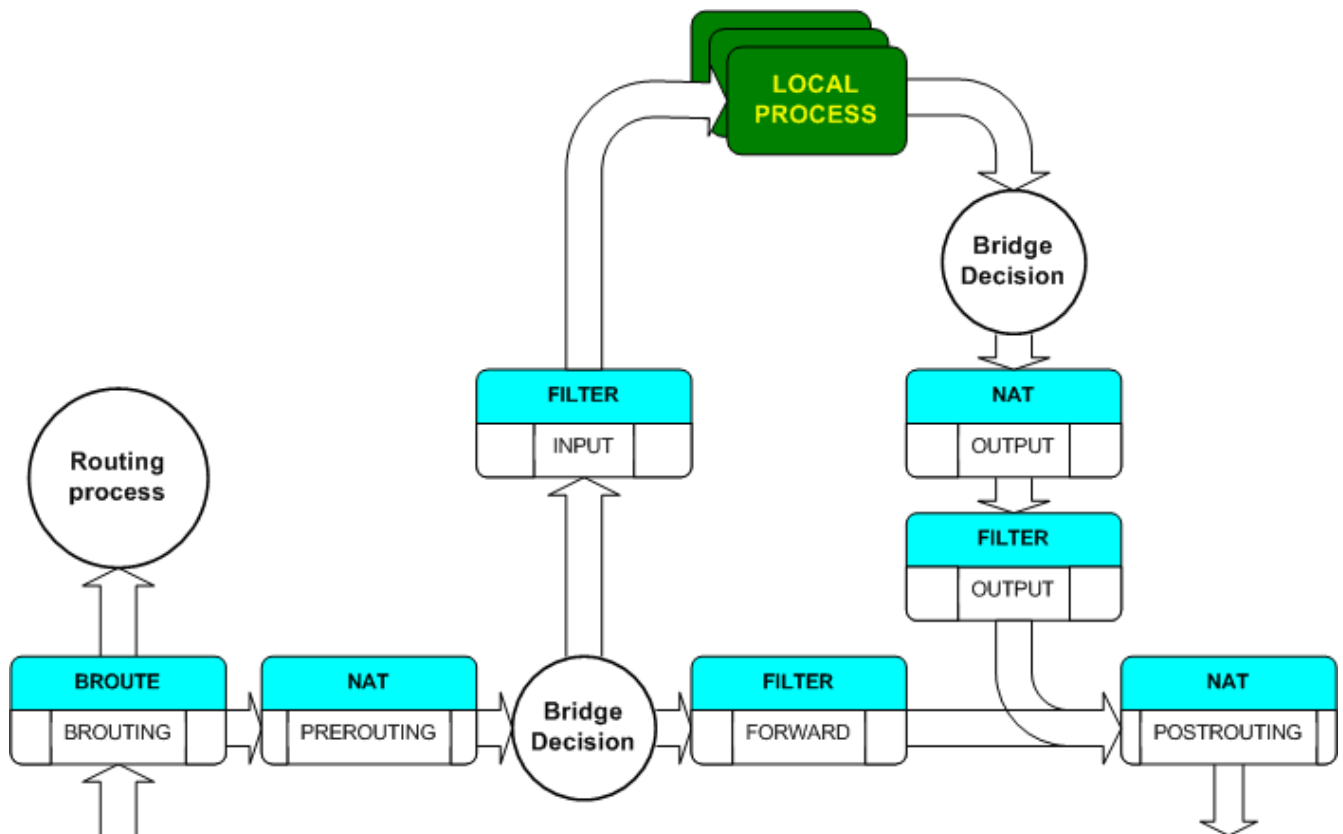 LOCAL
PROCESS
Bridge
Decision
FILTER
INPUT
NAT
OUTPUT
Routing
process
FILTER
OUTPUT
BROUTE
BROUTING
NAT
PREROUTING
Bridge
Decision
FILTER
FORWARD
NAT
POSTROUTING